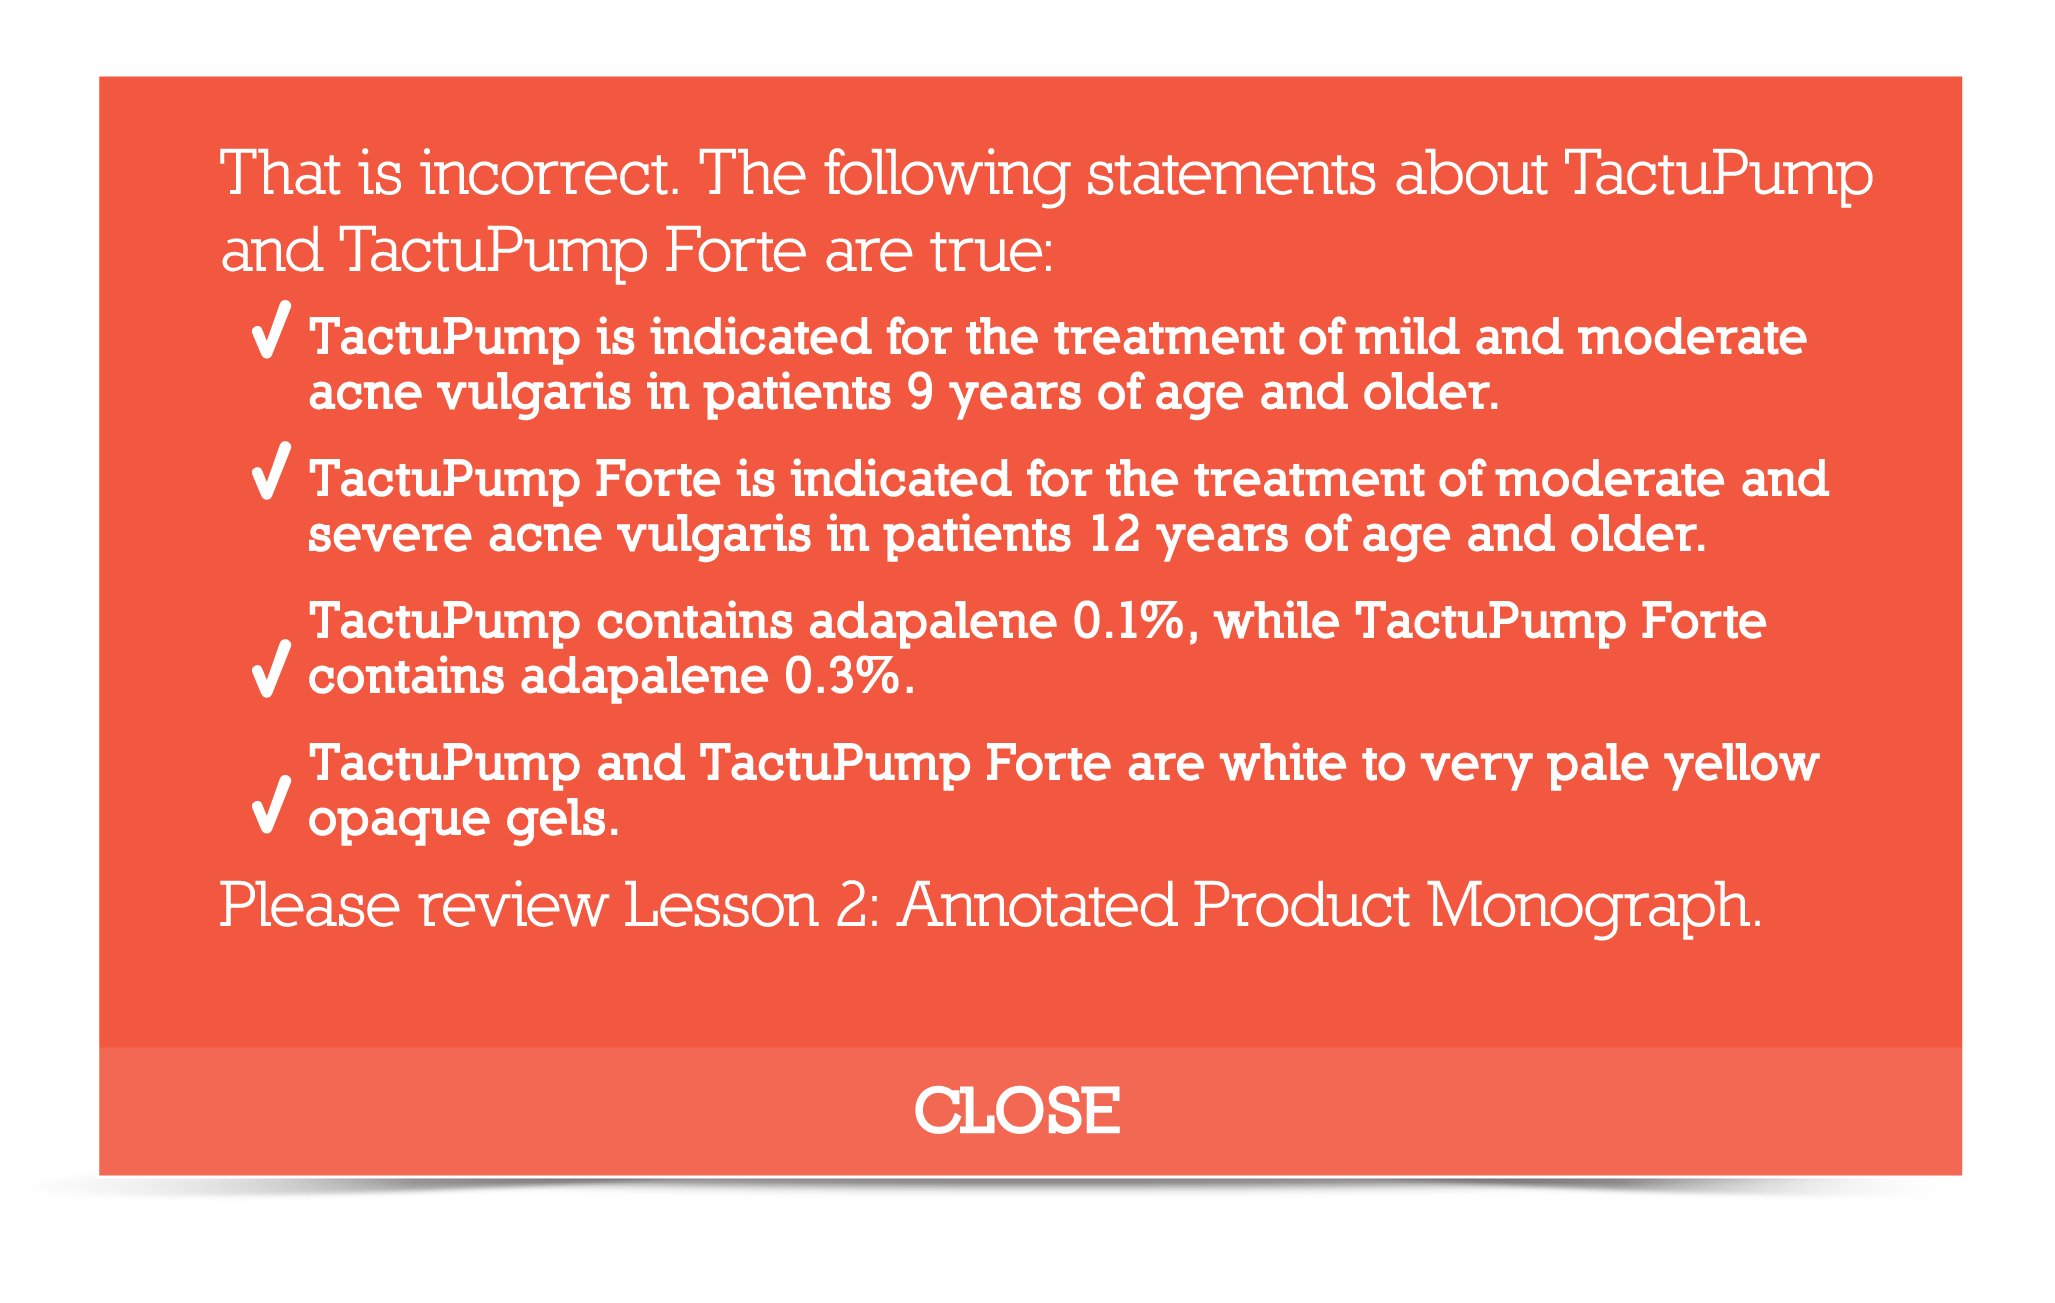 That is incorrect. The following statements about TactuPump
and TactuPump Forte are true:
✓ TactuPump is indicated for the treatment of mild and moderate
acne vulgaris in patients 9 years of age and older.
✓ TactuPump Forte is indicated for the treatment of moderate and
severe acne vulgaris in patients 12 years of age and older.
TactuPump contains adapalene 0.1%, while TactuPump Forte
✓ contains adapalene 0.3%.
TactuPump and TactuPump Forte are white to very pale yellow
✓ opaque gels.
Please review Lesson 2: Annotated Product Monograph.
CLOSE